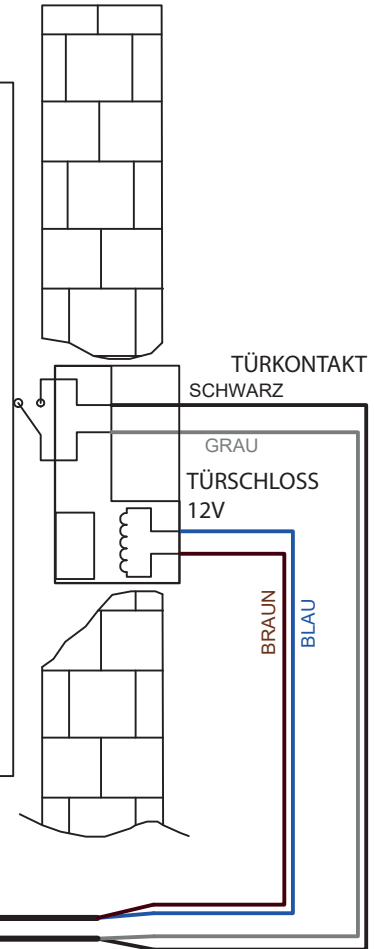 TÜRKONTAKT
SCHWARZ
GRAU
TÜRSCHLOSS
12V
BRAUN
BLAU